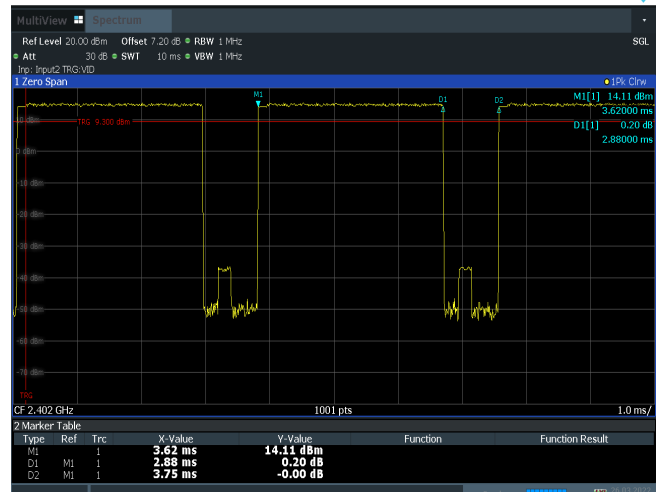 MultiView Spectrum
Ref Level 20.00 dBm Offset 7.20 dB RBW 1 MHz SGL
Att 30 dB SWT 10 ms VBW 1 MHz
Inp: Input2 TRG:VID
1 Zero Span 1Pk Clrw
M1 D1 D2 M1[1] 14.11 dBm
3.62000 ms
10 dBm TRG 9.300 dBm D1[1] 0.20 dB
2.88000 ms
0 dBm
-10 dBm
-20 dBm
-30 dBm
-40 dBm
-50 dBm
-60 dBm
-70 dBm
TRG
CF 2.402 GHz 1001 pts 1.0 ms/
2 Marker Table
Type Ref Trc X-Value Y-Value Function Function Result
M1 1 3.62 ms 14.11 dBm
D1 M1 1 2.88 ms 0.20 dB
D2 M1 1 3.75 ms -0.00 dB